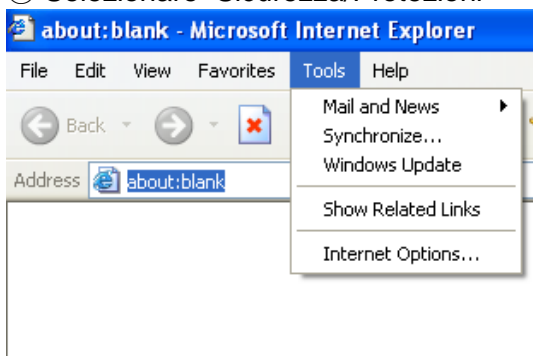 about:blank - Microsoft Internet Explorer
File Edit View Favorites Tools Help
Mail and News
Back
Synchronize...
Windows Update
Address about:blank
Show Related Links
Internet Options...